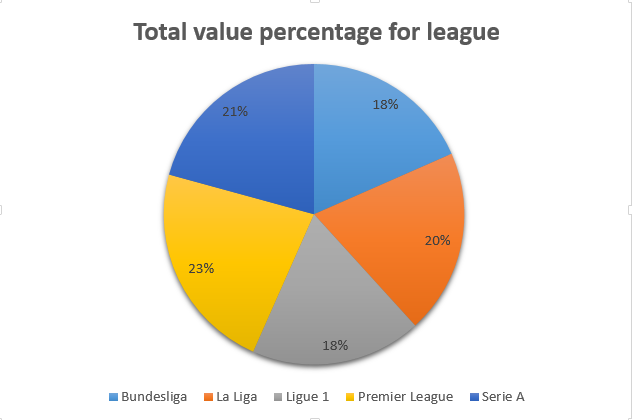 Total value percentage for league
18%
21%
20%
23%
18%
Bundesliga La Liga Ligue 1 Premier League Serie A